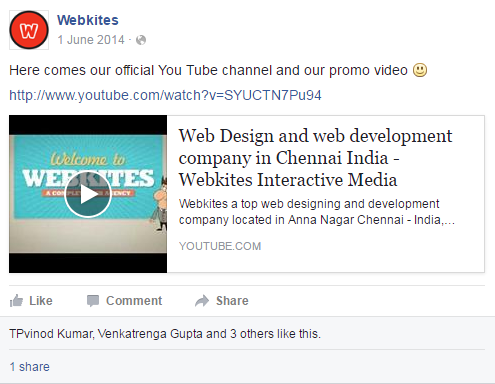 Webkites
1 June 2014 ·
Here comes our official You Tube channel and our promo video
http://www.youtube.com/watch?v=SYUCTN7Pu94
Welcome to
WEBKITES
Web Design and web development
company in Chennai India -
Webkites Interactive Media
Webkites a top web designing and development
company located in Anna Nagar Chennai - India,...
YOUTUBE.COM
Like Comment Share
TPvinod Kumar, Venkatrenga Gupta and 3 others like this.
1 share